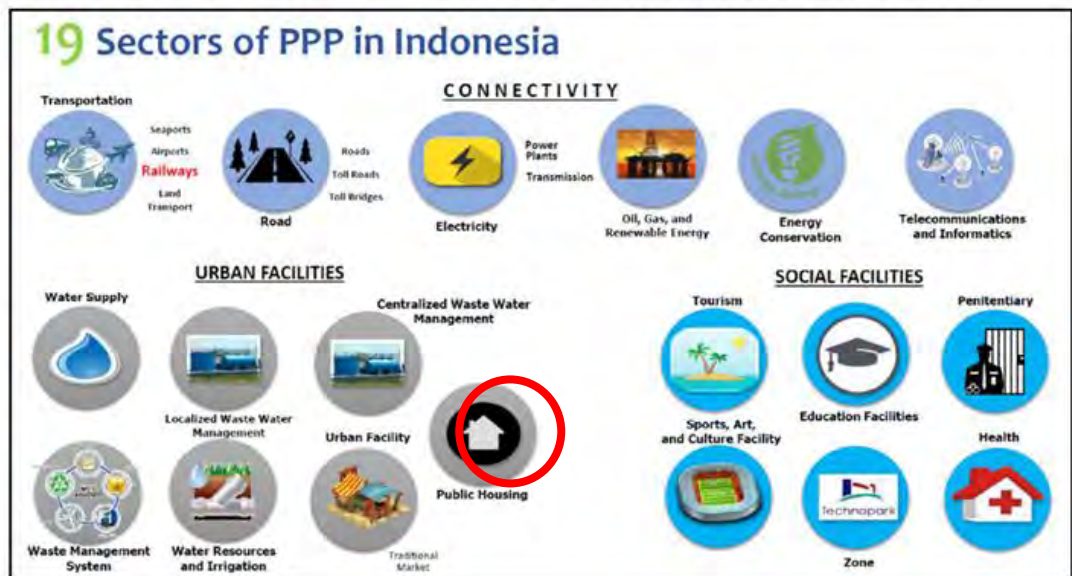 19 Sectors of PPP in Indonesia
CONNECTIVITY
Transportation
Seaports
Airports
Railways
Land
Transport
Road
Roads
Toll Roads
Toll Bridges
Electricity
Power
Plants
Transmission
Oil, Gas, and
Renewable Energy
Energy
Conservation
Telecommunications
and Informatics
URBAN FACILITIES
Water Supply
Localized Waste Water
Management
Centralized Waste Water
Management
Waste Management
System
Water Resources
and Irrigation
Urban Facility
Traditional
Market
Public Housing
SOCIAL FACILITIES
Tourism
Education Facilities
Penitentiary
Sports, Art,
and Culture Facility
Technopark
Zone
Health